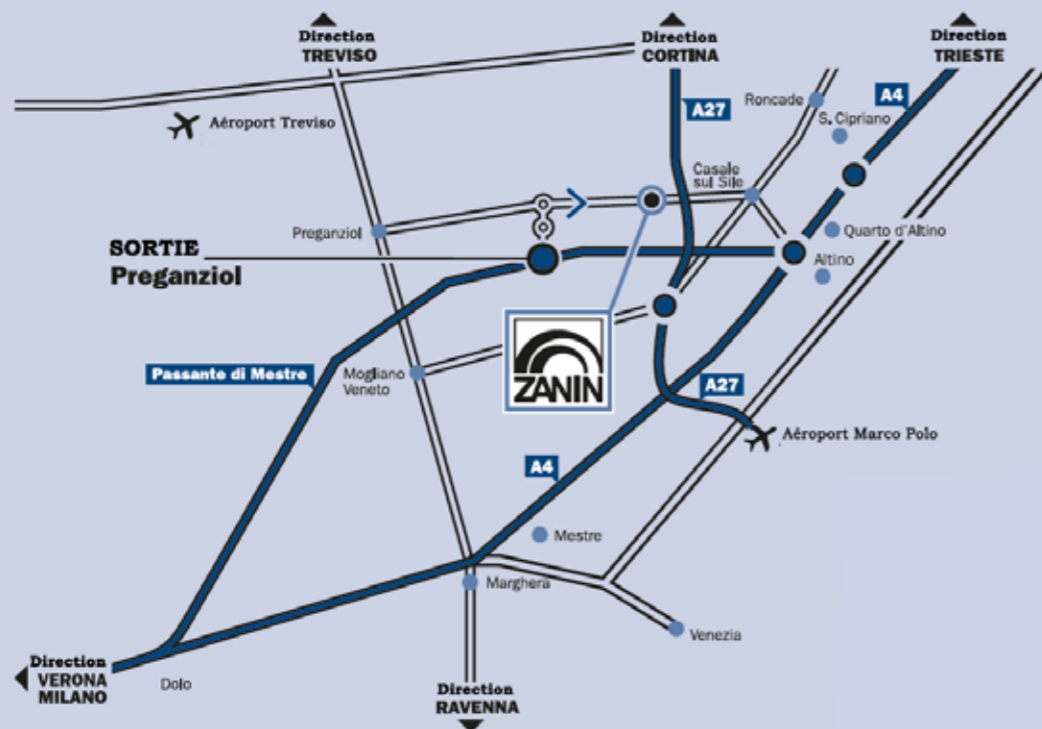 Direction
TREVISO
Direction
CORTINA
Direction
TRIESTE
A27
A4
Roncade
S. Cipriano
Aéroport Treviso
Casale
sul Sile
Preganziol
Quarto d'Altino
SORTIE
Preganziol
Altino
ZANIN
Passante di Mestre
Mogliano
Veneto
A27
Aéroport Marco Polo
A4
Mestre
Marghera
Venezia
Direction
VERONA
MILANO
Dolo
Direction
RAVENNA